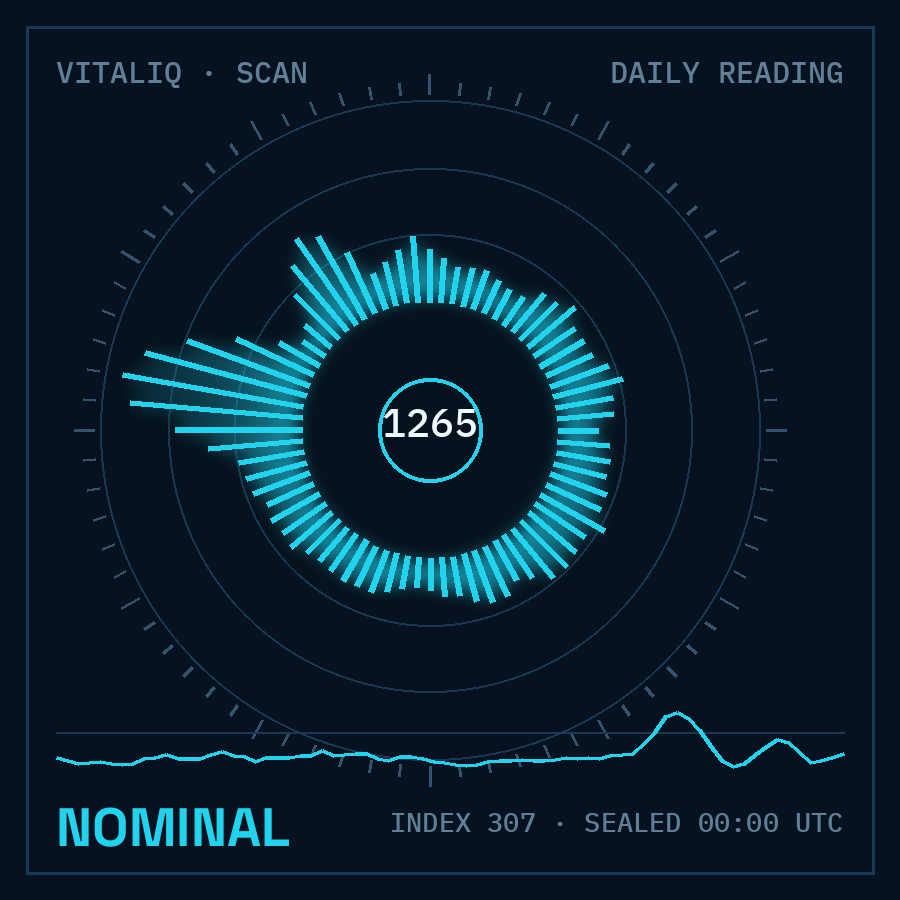 VITALIQ · SCAN
DAILY READING
1265
NOMINAL
INDEX 307 · SEALED 00:00 UTC